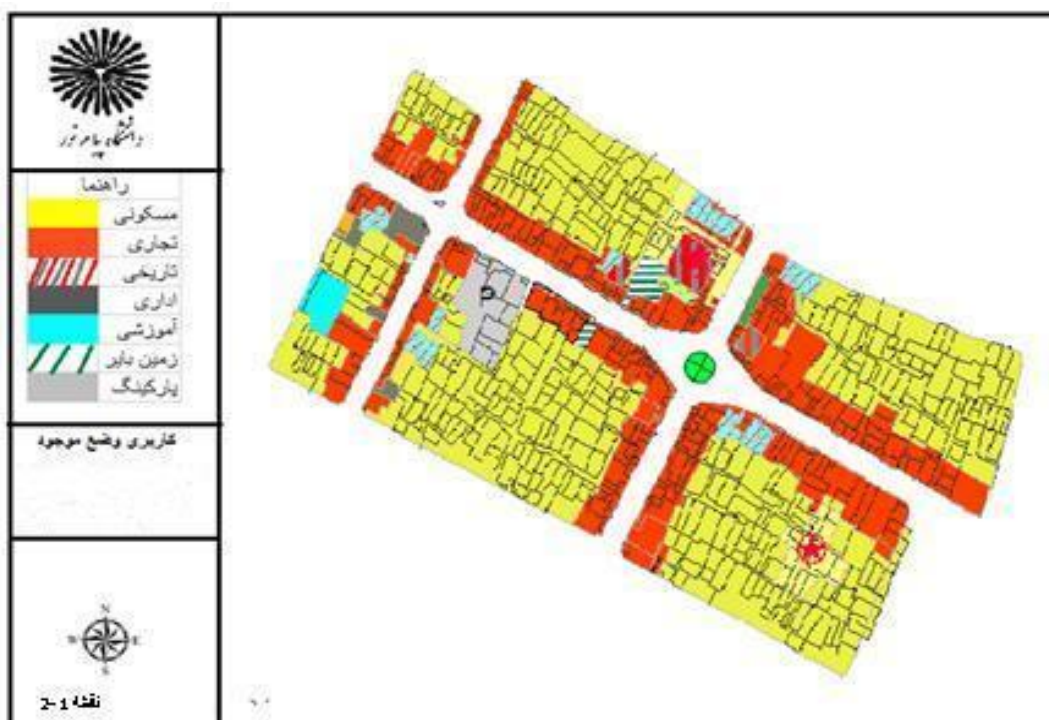 دانشگاه پیام نور
راهنما
مسکونی
تجاری
تاریخی
اداری
آموزشی
زمین بایر
پارکینگ
کاربری وضع موجود
N
W E
S
نقشه 1-2